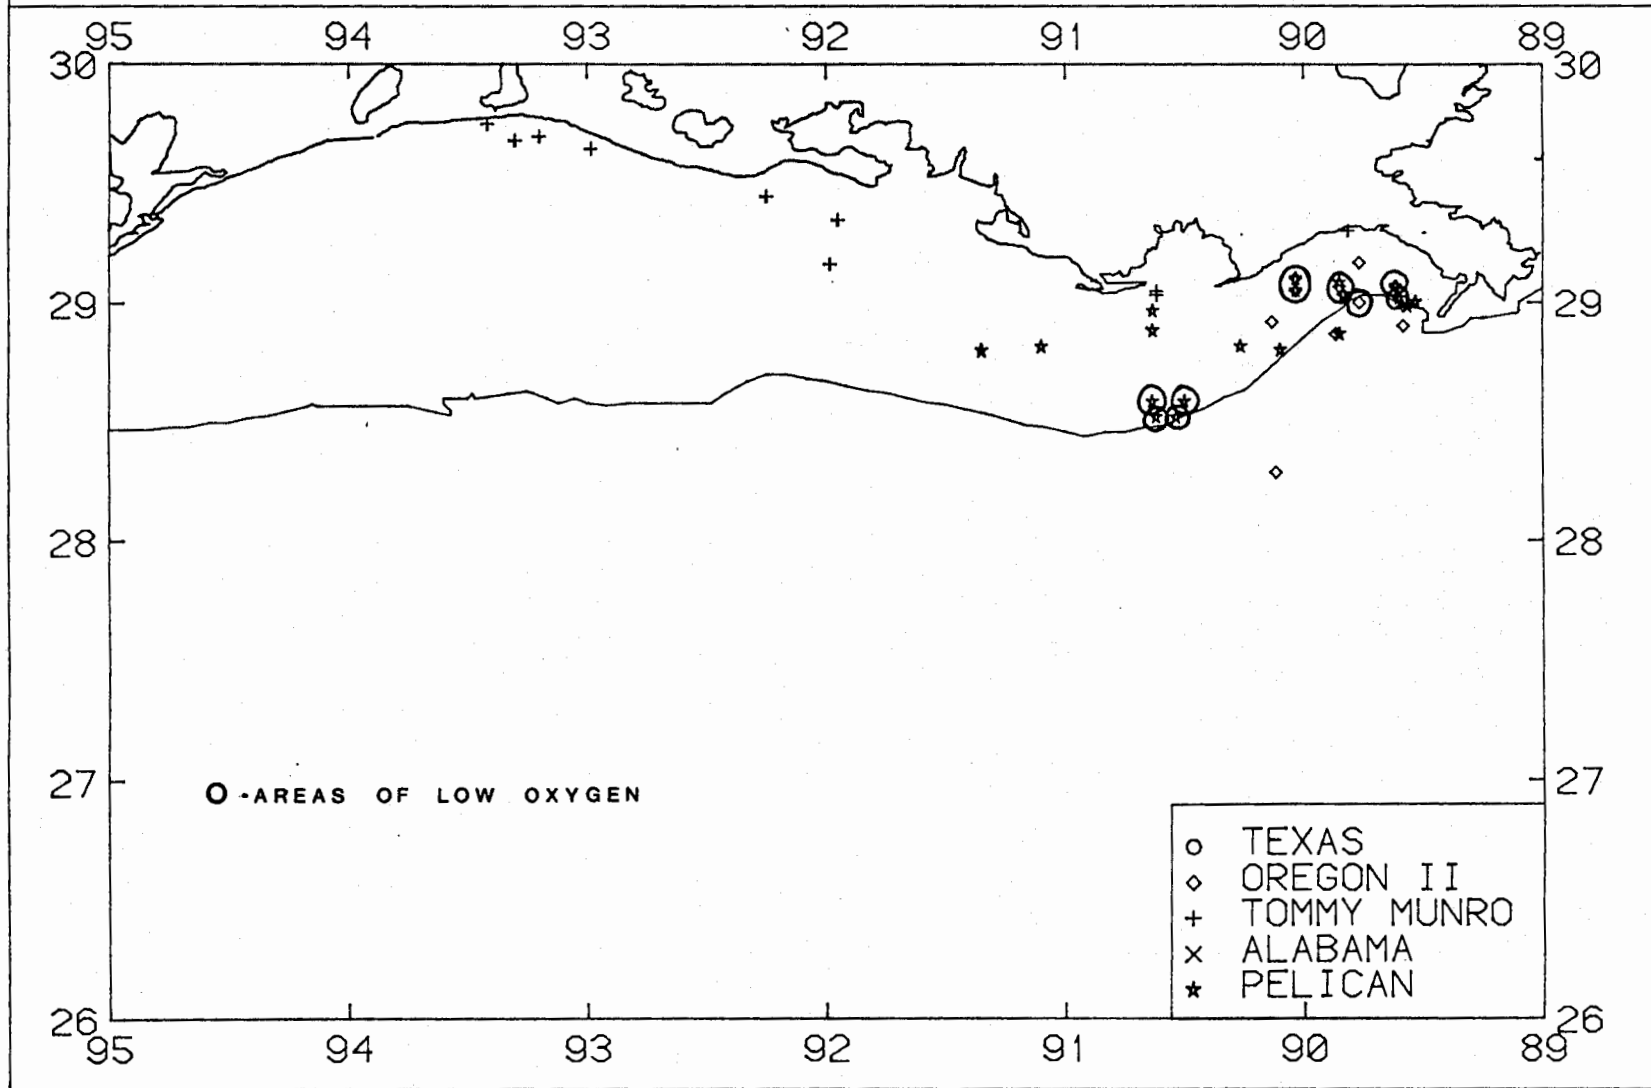 95 94 93 92 91 90 89
30 30
29 29
28 28
27 27
O - AREAS OF LOW OXYGEN
TEXAS
OREGON II
TOMMY MUNRO
ALABAMA
PELICAN
26 26
95 94 93 92 91 90 89